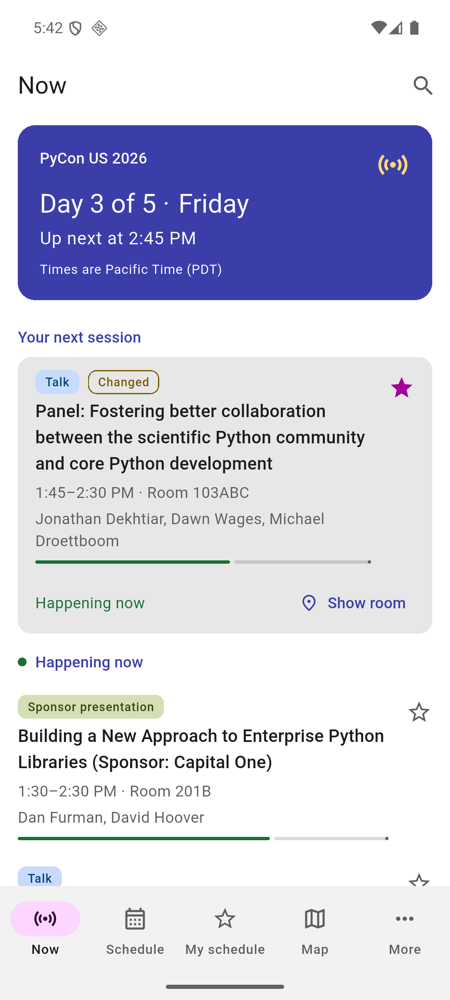 5:42
Now
PyCon US 2026
Day 3 of 5 · Friday
Up next at 2:45 PM
Times are Pacific Time (PDT)
Your next session
Talk
Changed
Panel: Fostering better collaboration
between the scientific Python community
and core Python development
1:45–2:30 PM · Room 103ABC
Jonathan Dekhtiar, Dawn Wages, Michael
Droettboom
Happening now
Show room
Happening now
Sponsor presentation
Building a New Approach to Enterprise Python
Libraries (Sponsor: Capital One)
1:30–2:30 PM · Room 201B
Dan Furman, David Hoover
Talk
Now
Schedule
My schedule
Map
More